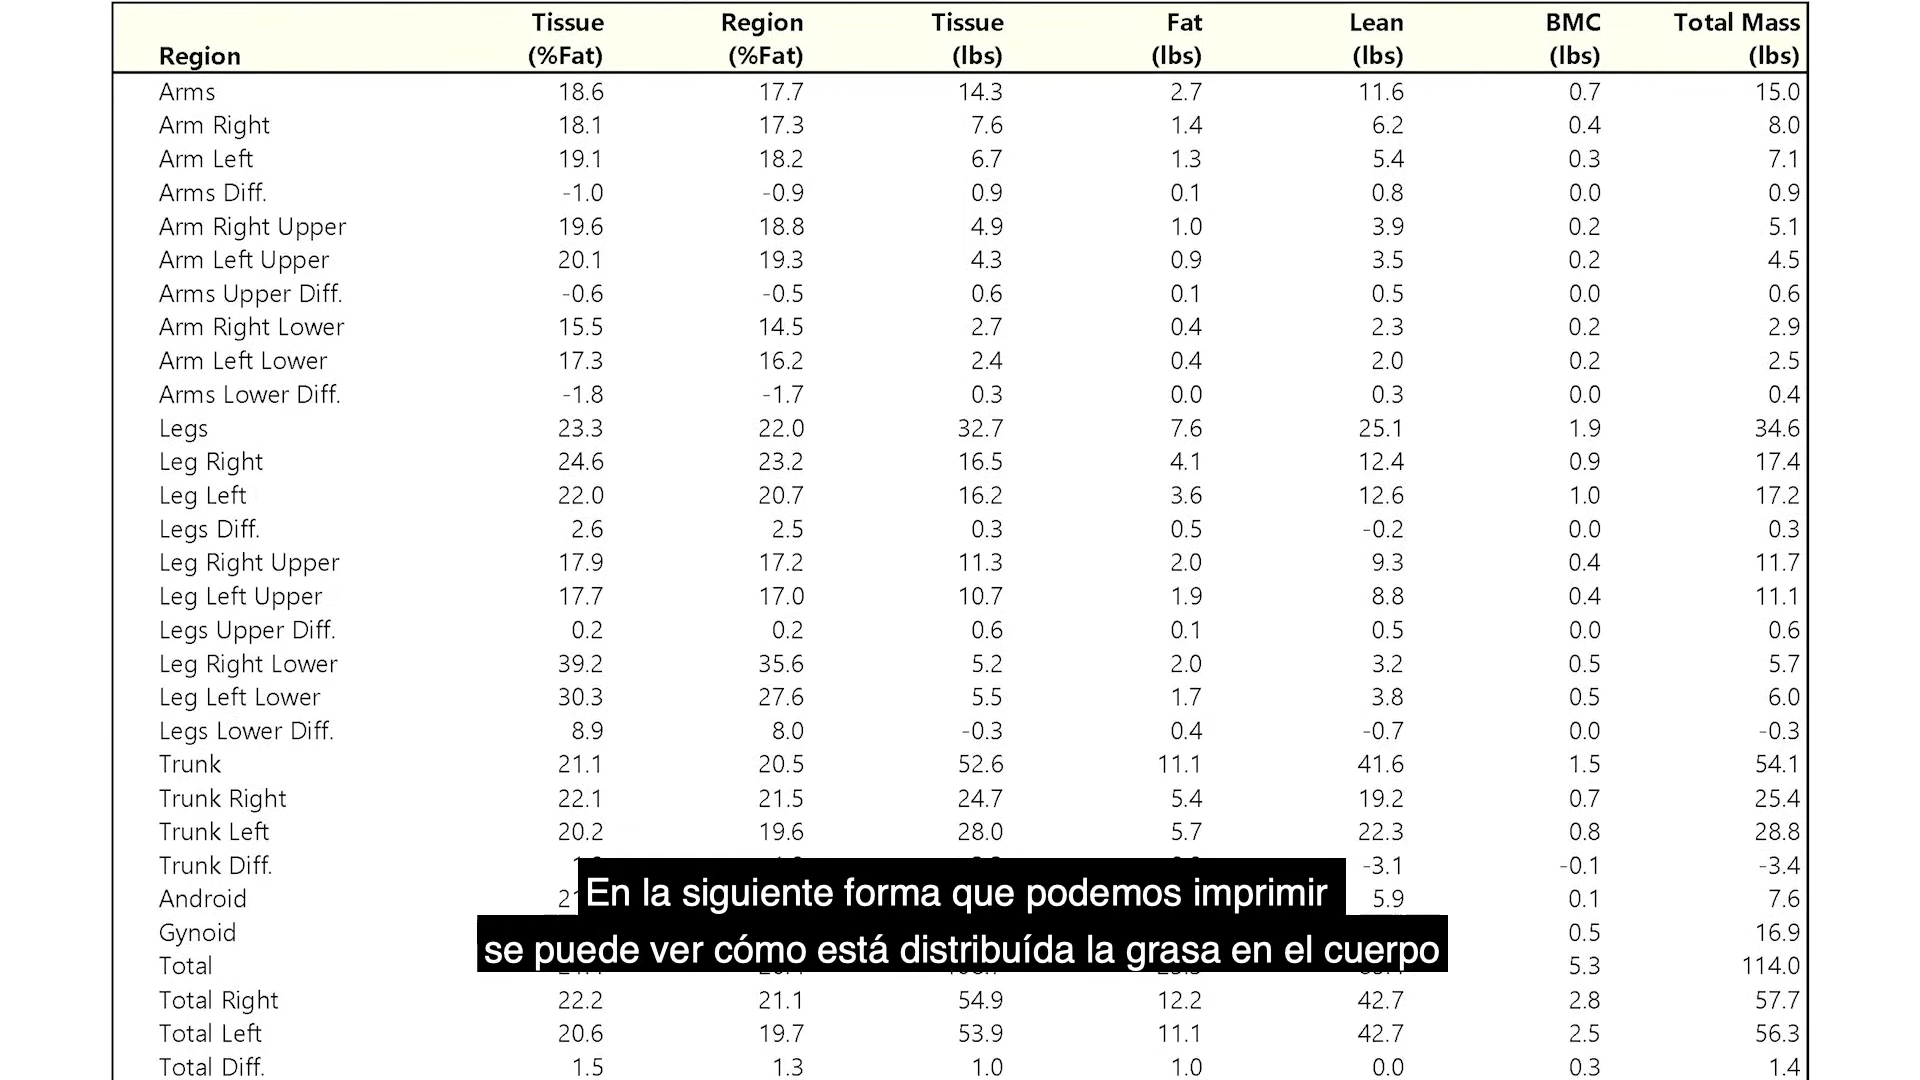 Tissue Region Tissue Fat Lean BMC Total Mass
Region (%Fat) (%Fat) (lbs) (lbs) (lbs) (lbs) (lbs)
Arms 18.6 17.7 14.3 2.7 11.6 0.7 15.0
Arm Right 18.1 17.3 7.6 1.4 6.2 0.4 8.0
Arm Left 19.1 18.2 6.7 1.3 5.4 0.3 7.1
Arms Diff. -1.0 -0.9 0.9 0.1 0.8 0.0 0.9
Arm Right Upper 19.6 18.8 4.9 1.0 3.9 0.2 5.1
Arm Left Upper 20.1 19.3 4.3 0.9 3.5 0.2 4.5
Arms Upper Diff. -0.6 -0.5 0.6 0.1 0.5 0.0 0.6
Arm Right Lower 15.5 14.5 2.7 0.4 2.3 0.2 2.9
Arm Left Lower 17.3 16.2 2.4 0.4 2.0 0.2 2.5
Arms Lower Diff. -1.8 -1.7 0.3 0.0 0.3 0.0 0.4
Legs 23.3 22.0 32.7 7.6 25.1 1.9 34.6
Leg Right 24.6 23.2 16.5 4.1 12.4 0.9 17.4
Leg Left 22.0 20.7 16.2 3.6 12.6 1.0 17.2
Legs Diff. 2.6 2.5 0.3 0.5 -0.2 0.0 0.3
Leg Right Upper 17.9 17.2 11.3 2.0 9.3 0.4 11.7
Leg Left Upper 17.7 17.0 10.7 1.9 8.8 0.4 11.1
Legs Upper Diff. 0.2 0.2 0.6 0.1 0.5 0.0 0.6
Leg Right Lower 39.2 35.6 5.2 2.0 3.2 0.5 5.7
Leg Left Lower 30.3 27.6 5.5 1.7 3.8 0.5 6.0
Legs Lower Diff. 8.9 8.0 -0.3 0.4 -0.7 0.0 -0.3
Trunk 21.1 20.5 52.6 11.1 41.6 1.5 54.1
Trunk Right 22.1 21.5 24.7 5.4 19.2 0.7 25.4
Trunk Left 20.2 19.6 28.0 5.7 22.3 0.8 28.8
Trunk Diff. -3.1 -0.1 -3.4
Android 5.9 0.1 7.6
Gynoid 0.5 16.9
Total 5.3 114.0
Total Right 22.2 21.1 54.9 12.2 42.7 2.8 57.7
Total Left 20.6 19.7 53.9 11.1 42.7 2.5 56.3
Total Diff. 1.5 1.3 1.0 1.0 0.0 0.3 1.4
En la siguiente forma que podemos imprimir
se puede ver cómo está distribuída la grasa en el cuerpo